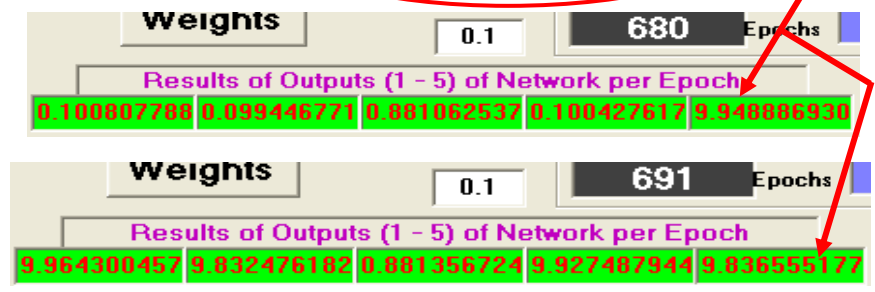 Weights 0.1 680 Epochs
Results of Outputs (1 - 5) of Network per Epoch
0.100807788 0.099446771 0.881062537 0.100427617 9.948886930
Weights 0.1 691 Epochs
Results of Outputs (1 - 5) of Network per Epoch
9.964300457 9.832476182 0.881356724 9.927487944 9.836555177